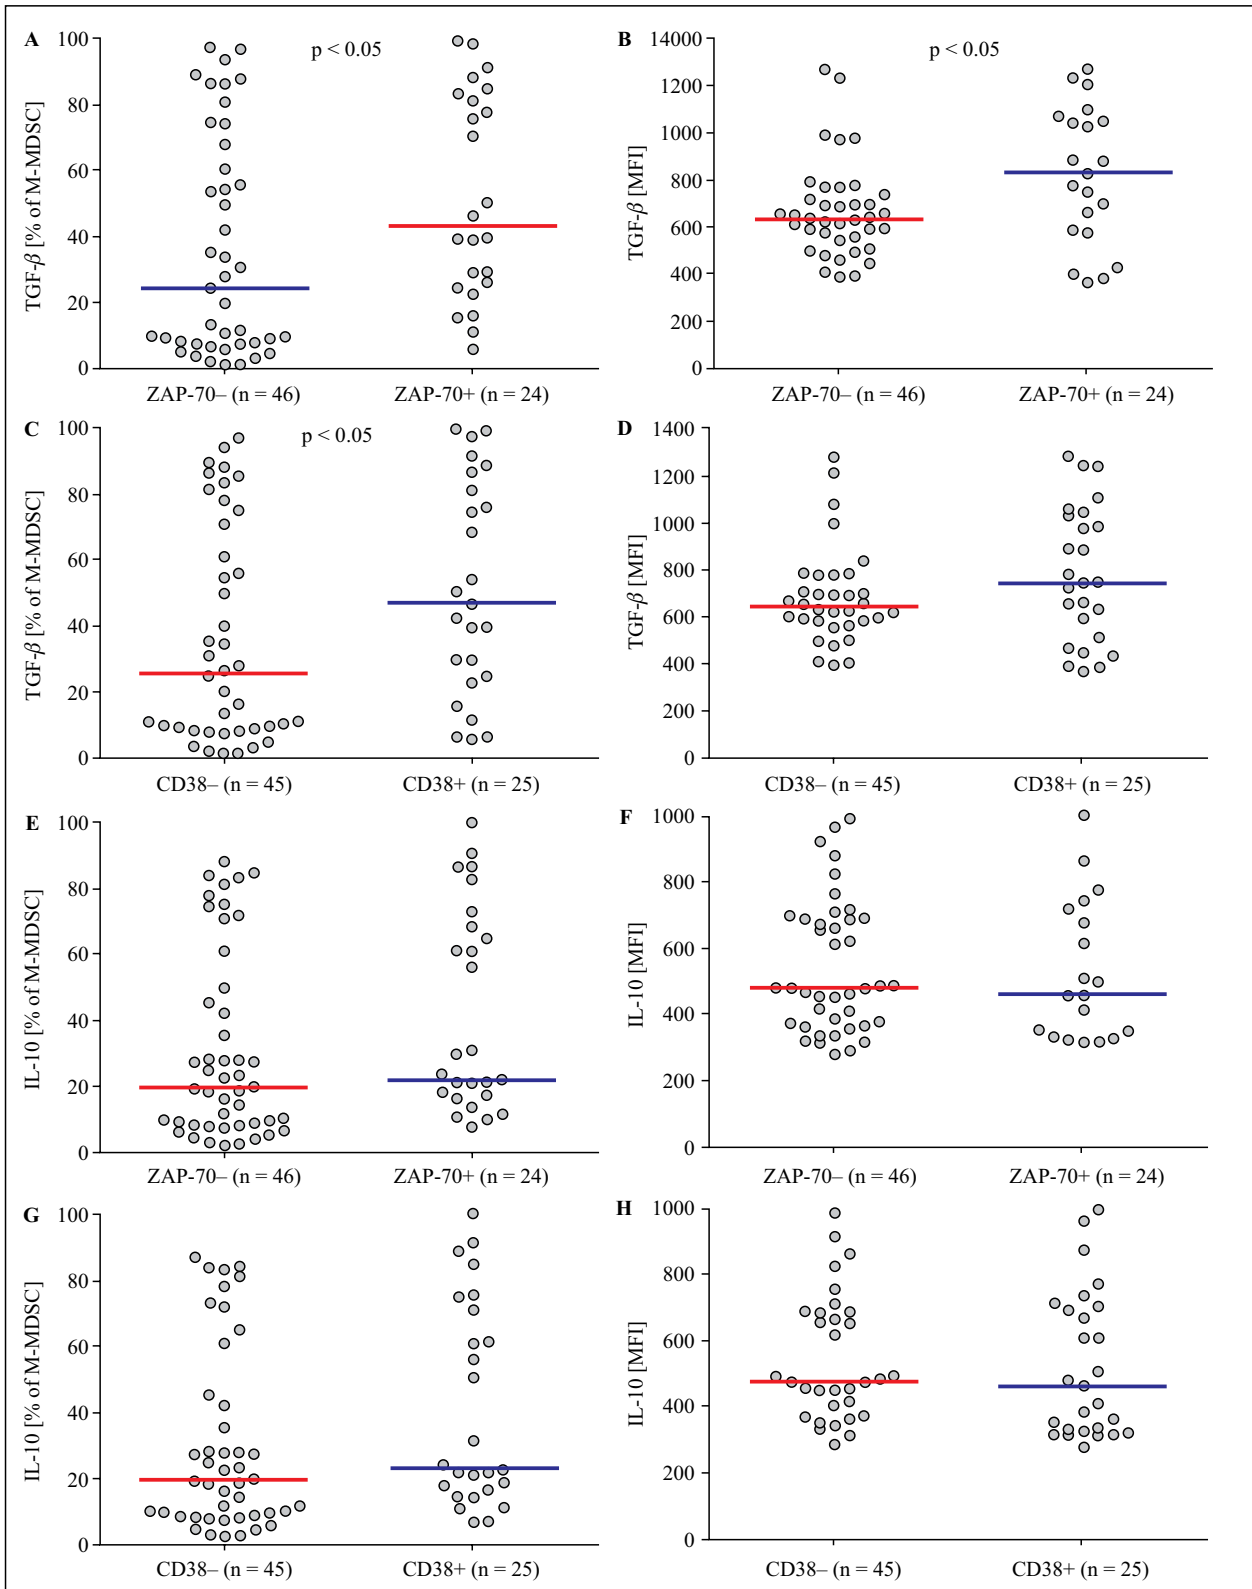 A
p < 0.05
TGF-β [% of M-MDSC]
100
80
60
40
20
0
ZAP-70– (n = 46)
ZAP-70+ (n = 24)
B
p < 0.05
TGF-β [MFI]
14000
1200
1000
800
600
400
200
0
ZAP-70– (n = 46)
ZAP-70+ (n = 24)
C
p < 0.05
TGF-β [% of M-MDSC]
100
80
60
40
20
0
CD38– (n = 45)
CD38+ (n = 25)
D
TGF-β [MFI]
1400
1200
1000
800
600
400
200
0
CD38– (n = 45)
CD38+ (n = 25)
E
IL-10 [% of M-MDSC]
100
80
60
40
20
0
ZAP-70– (n = 46)
ZAP-70+ (n = 24)
F
IL-10 [MFI]
1000
800
600
400
200
0
ZAP-70– (n = 46)
ZAP-70+ (n = 24)
G
IL-10 [% of M-MDSC]
100
80
60
40
20
0
CD38– (n = 45)
CD38+ (n = 25)
H
IL-10 [MFI]
1000
800
600
400
200
0
CD38– (n = 45)
CD38+ (n = 25)